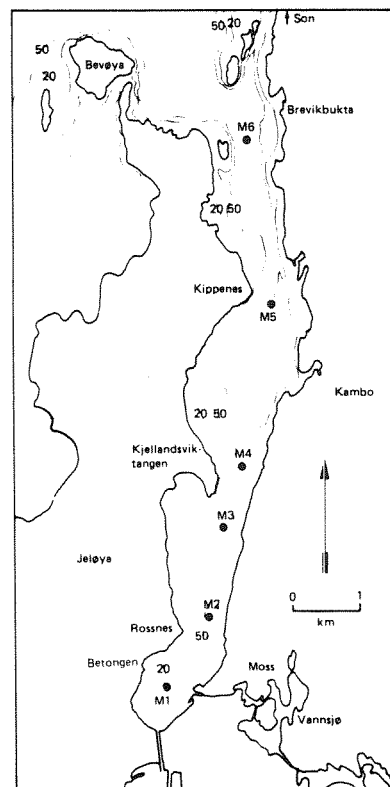 Son
50
20
50
Bevøya
20
Brevikbukta
M6
20 50
Kippenes
M5
Kambo
20 50
Kjellandsvik-
tangen
M4
M3
Jeløya
0 1
km
M2
Rossnes
50
Betongen
Moss
20
M1
Vannsjø